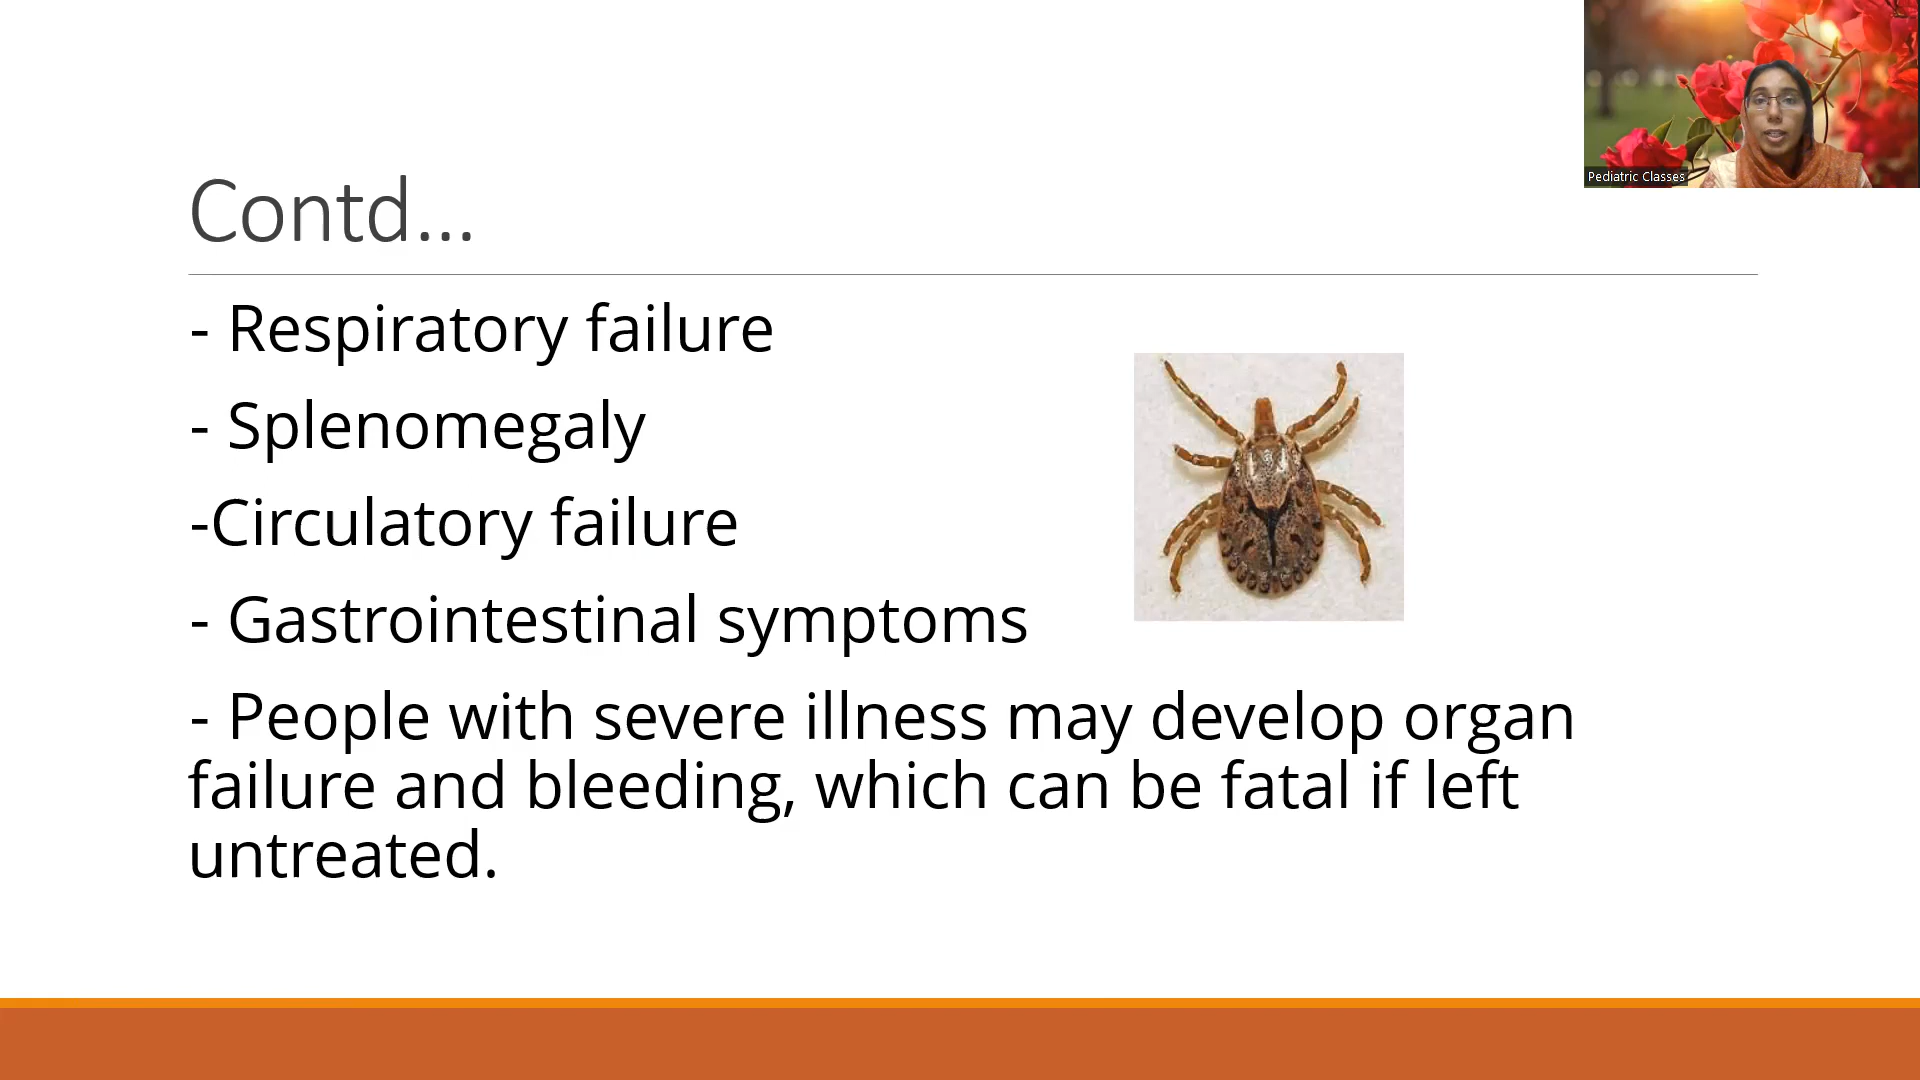 Pediatric Classes
Contd...
- Respiratory failure
- Splenomegaly
-Circulatory failure
- Gastrointestinal symptoms
- People with severe illness may develop organ
failure and bleeding, which can be fatal if left
untreated.